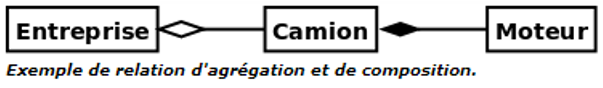 Entreprise Camion Moteur
Exemple de relation d'agrégation et de composition.